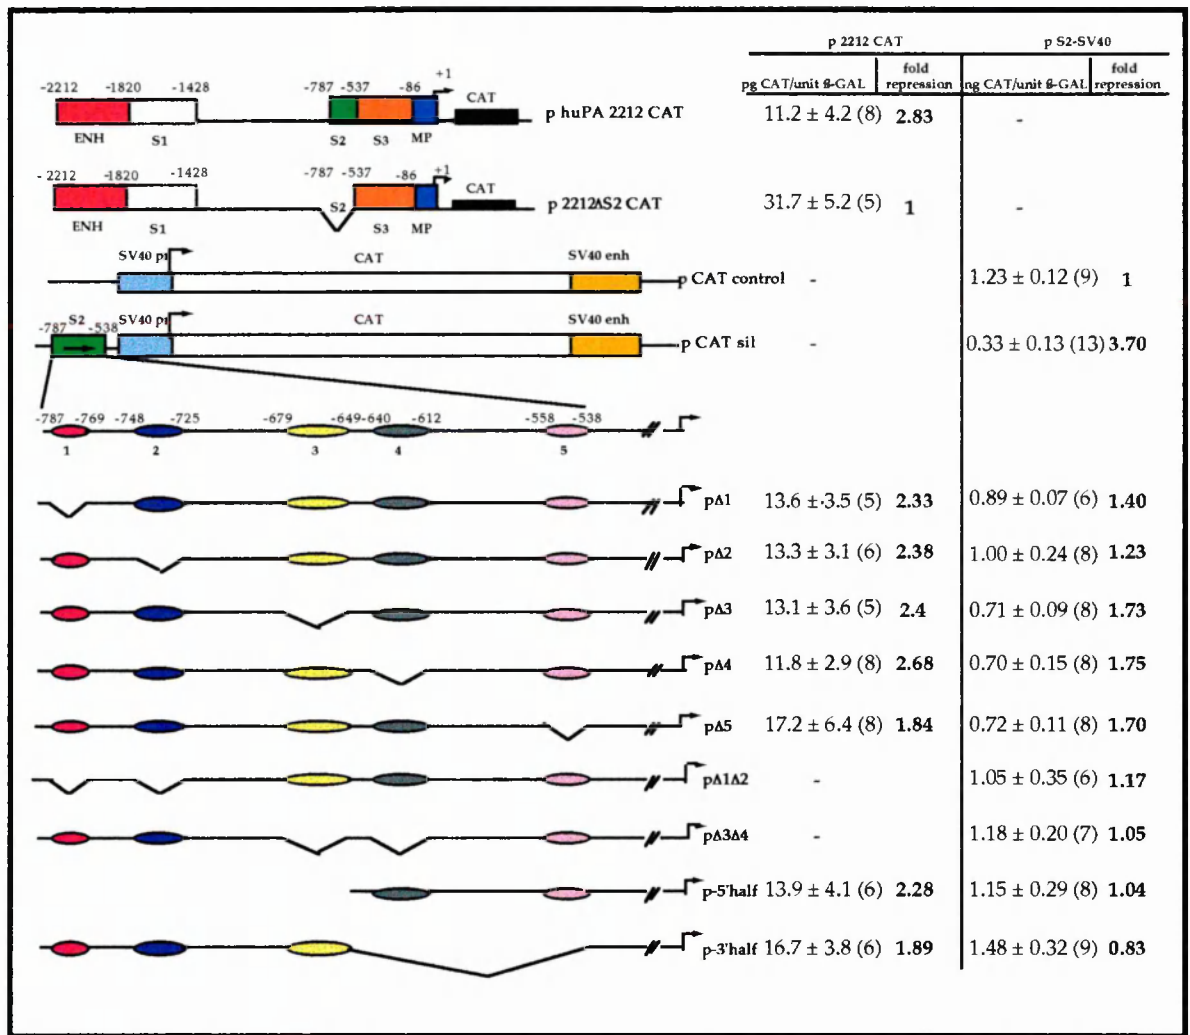 p 2212 CAT p S2-SV40
pg CAT/unit ß-GAL fold repression ng CAT/unit ß-GAL fold repression
-2212 -1820 -1428 -787 -537 -86 +1 CAT
p huPA 2212 CAT 11.2 ± 4.2 (8) 2.83 -
ENH S1 S2 S3 MP
- 2212 -1820 -1428 -787 -537 -86 +1 CAT
S2 p 2212ΔS2 CAT 31.7 ± 5.2 (5) 1 -
ENH S1 S3 MP
SV40 pr CAT SV40 enh
p CAT control - 1.23 ± 0.12 (9) 1
S2
-787 -538 SV40 pr CAT SV40 enh
p CAT sil - 0.33 ± 0.13 (13) 3.70
-787 -769 -748 -725 -679 -649 -640 -612 -558 -538
1 2 3 4 5
pΔ1 13.6 ± 3.5 (5) 2.33 0.89 ± 0.07 (6) 1.40
pΔ2 13.3 ± 3.1 (6) 2.38 1.00 ± 0.24 (8) 1.23
pΔ3 13.1 ± 3.6 (5) 2.4 0.71 ± 0.09 (8) 1.73
pΔ4 11.8 ± 2.9 (8) 2.68 0.70 ± 0.15 (8) 1.75
pΔ5 17.2 ± 6.4 (8) 1.84 0.72 ± 0.11 (8) 1.70
pΔ1Δ2 - 1.05 ± 0.35 (6) 1.17
pΔ3Δ4 - 1.18 ± 0.20 (7) 1.05
p-5'half 13.9 ± 4.1 (6) 2.28 1.15 ± 0.29 (8) 1.04
p-3'half 16.7 ± 3.8 (6) 1.89 1.48 ± 0.32 (9) 0.83